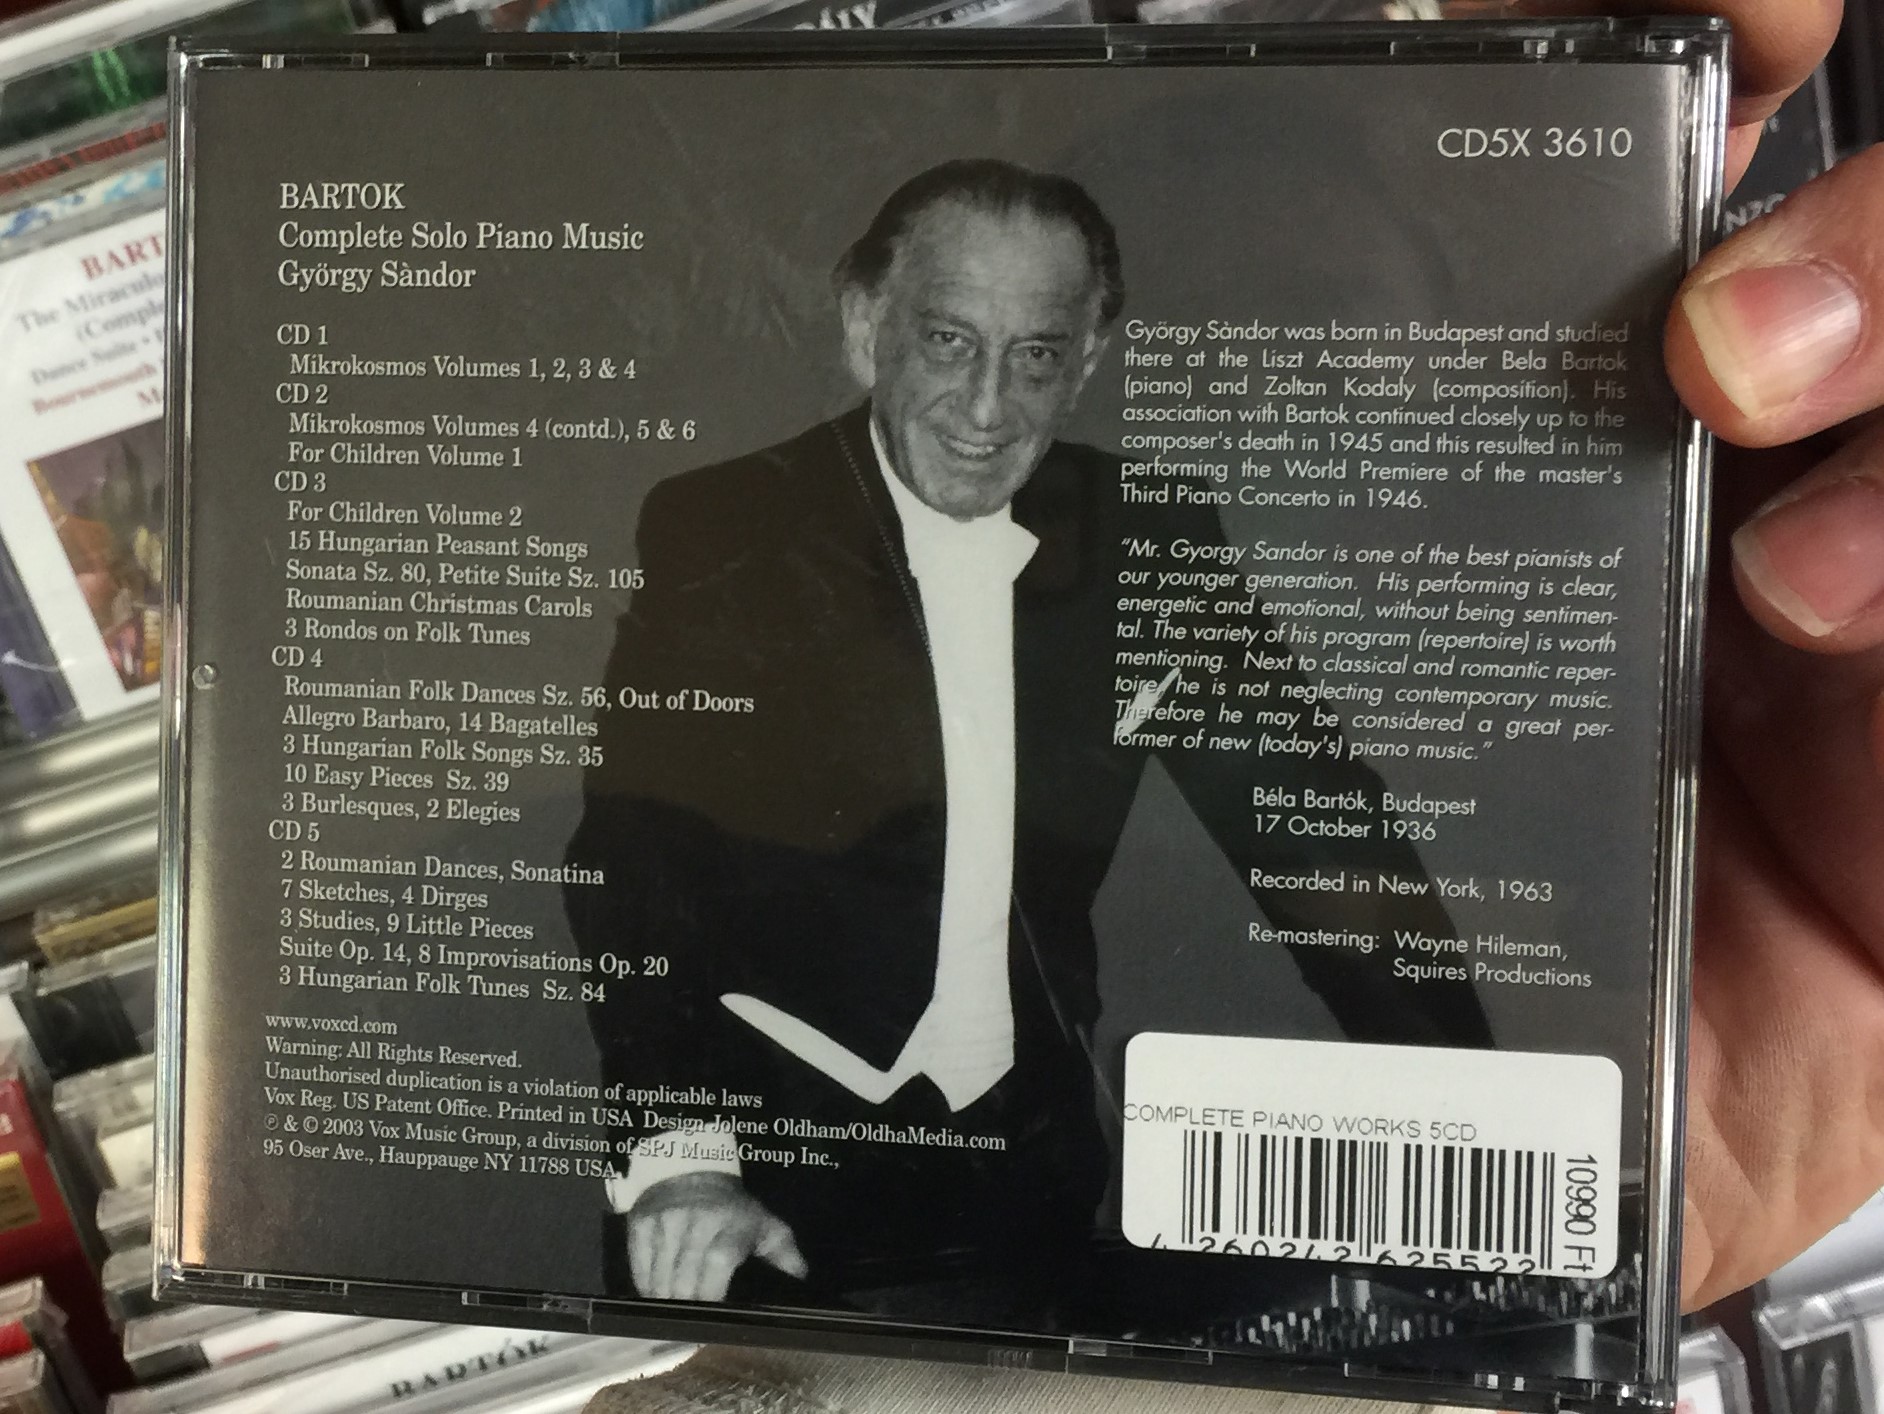 CD5X 3610
BARTOK
Complete Solo Piano Music
György Sàndor
CD 1
Mikrokosmos Volumes 1, 2, 3 & 4
CD 2
Mikrokosmos Volumes 4 (contd.), 5 & 6
For Children Volume 1
CD 3
For Children Volume 2
15 Hungarian Peasant Songs
Sonata Sz. 80, Petite Suite Sz. 105
Roumanian Christmas Carols
3 Rondos on Folk Tunes
CD 4
Roumanian Folk Dances Sz. 56, Out of Doors
Allegro Barbaro, 14 Bagatelles
3 Hungarian Folk Songs Sz. 35
10 Easy Pieces Sz. 39
3 Burlesques, 2 Elegies
CD 5
2 Roumanian Dances, Sonatina
7 Sketches, 4 Dirges
3 Studies, 9 Little Pieces
Suite Op. 14, 8 Improvisations Op. 20
3 Hungarian Folk Tunes Sz. 84
www.voxcd.com
Warning: All Rights Reserved.
Unauthorised duplication is a violation of applicable laws
Vox Reg. US Patent Office. Printed in USA Design Jolene Oldham/OldhaMedia.com
℗ & © 2003 Vox Music Group, a division of SPJ Music Group Inc.,
95 Oser Ave., Hauppauge NY 11788 USA
György Sàndor was born in Budapest and studied
there at the Liszt Academy under Bela Bartok
(piano) and Zoltan Kodaly (composition). His
association with Bartok continued closely up to the
composer's death in 1945 and this resulted in him
performing the World Premiere of the master's
Third Piano Concerto in 1946.
"Mr. Gyorgy Sandor is one of the best pianists of
our younger generation. His performing is clear,
energetic and emotional, without being sentimen-
tal. The variety of his program (repertoire) is worth
mentioning. Next to classical and romantic reper-
toire, he is not neglecting contemporary music.
Therefore he may be considered a great per-
former of new (today's) piano music."
Béla Bartók, Budapest
17 October 1936
Recorded in New York, 1963
Re-mastering: Wayne Hileman,
Squires Productions
COMPLETE PIANO WORKS 5CD
10990 Ft
4 260242 625522
BART
The Miraculo
(Compl
Dance Suite
Bournemouth
BARTÓK